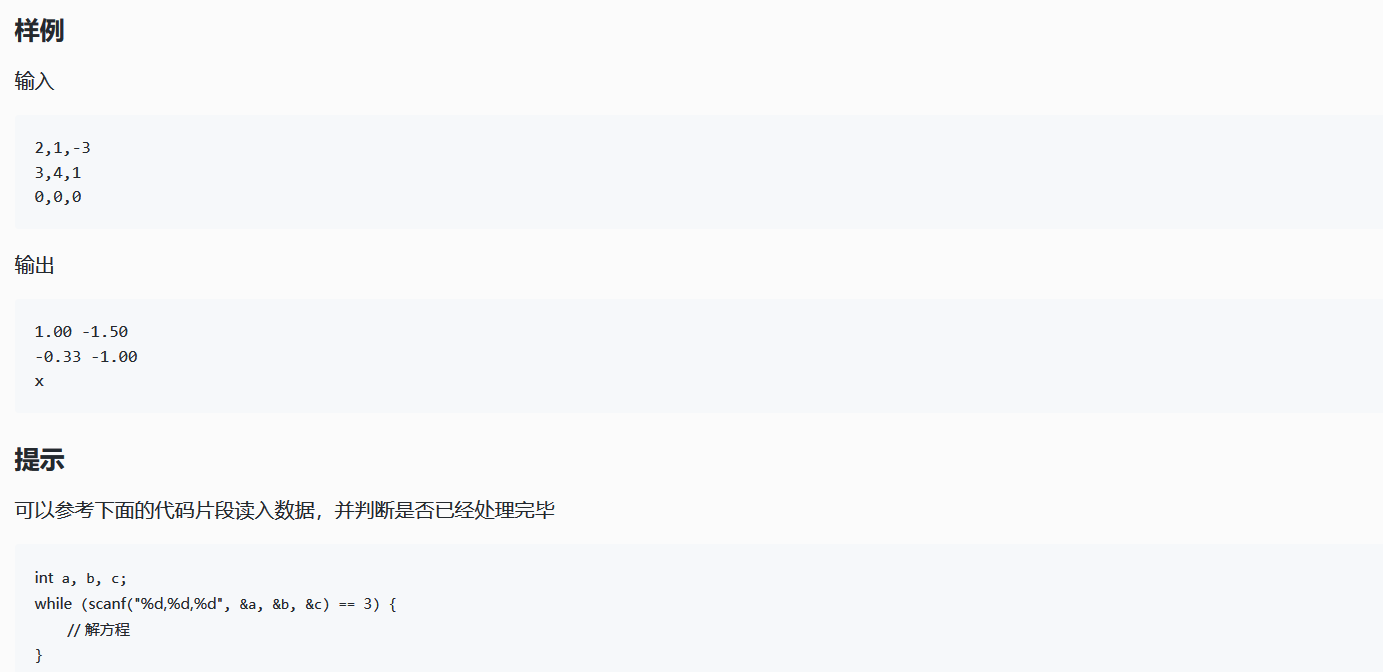 样例
输入
2,1,-3
3,4,1
0,0,0
输出
1.00 -1.50
-0.33 -1.00
x
提示
可以参考下面的代码片段读入数据，并判断是否已经处理完毕
int a, b, c;
while (scanf("%d,%d,%d", &a, &b, &c) == 3) {
    // 解方程
}